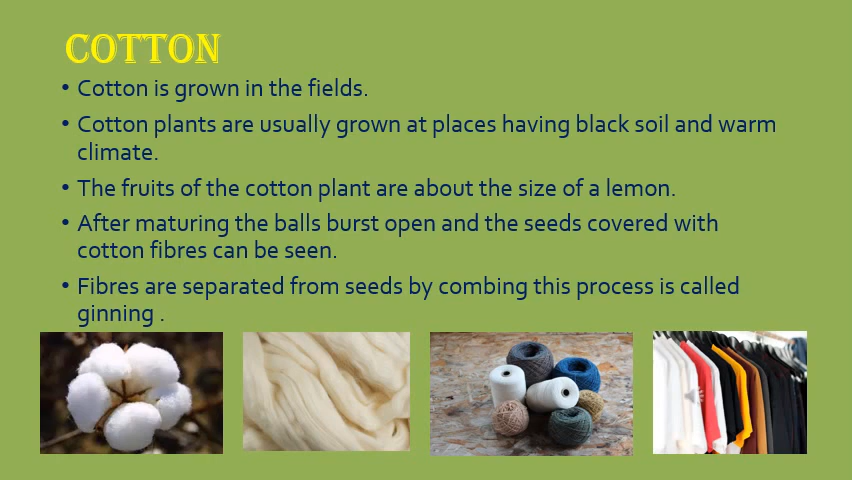 COTTON
• Cotton is grown in the fields.
• Cotton plants are usually grown at places having black soil and warm
climate.
• The fruits of the cotton plant are about the size of a lemon.
• After maturing the balls burst open and the seeds covered with
cotton fibres can be seen.
• Fibres are separated from seeds by combing this process is called
ginning .